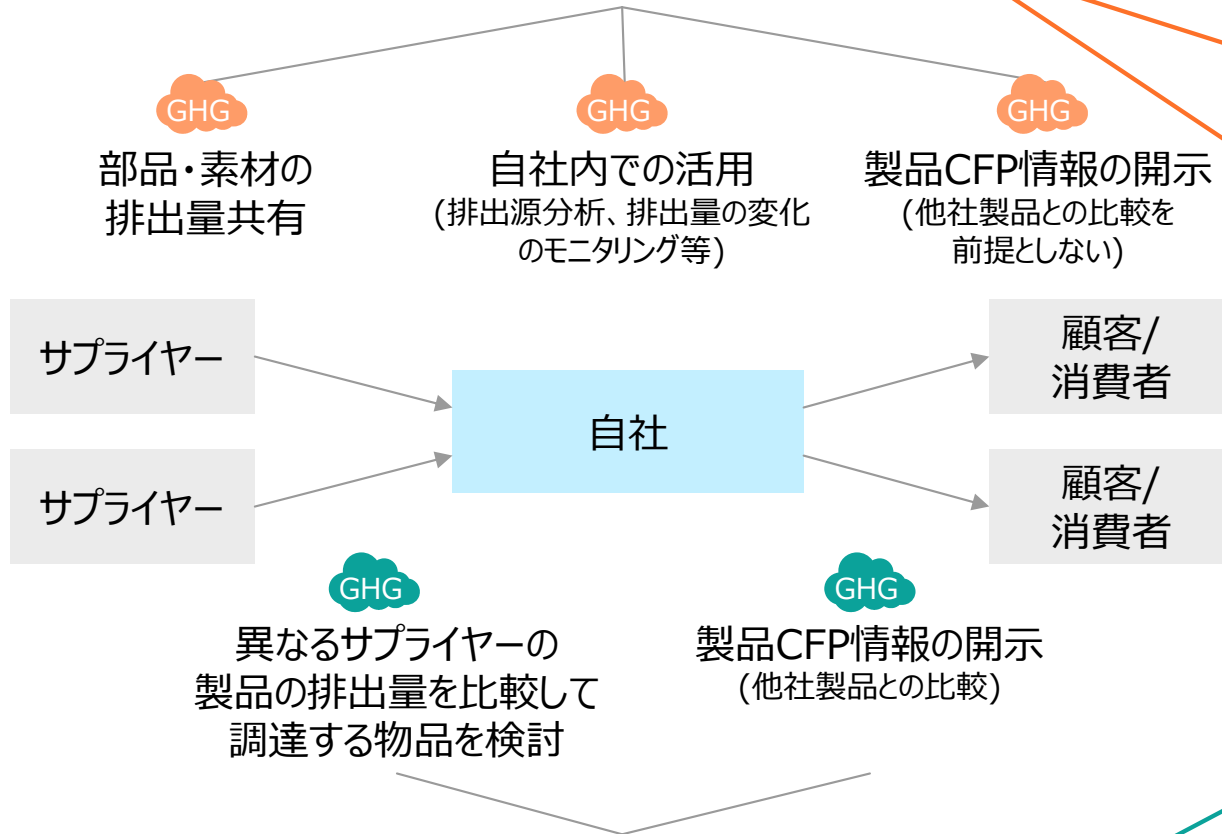 GHG
部品・素材の
排出量共有
GHG
自社内での活用
(排出源分析、排出量の変化
のモニタリング等)
GHG
製品CFP情報の開示
(他社製品との比較を
前提としない)
サプライヤー
サプライヤー
自社
顧客/
消費者
顧客/
消費者
GHG
異なるサプライヤーの
製品の排出量を比較して
調達する物品を検討
GHG
製品CFP情報の開示
(他社製品との比較)